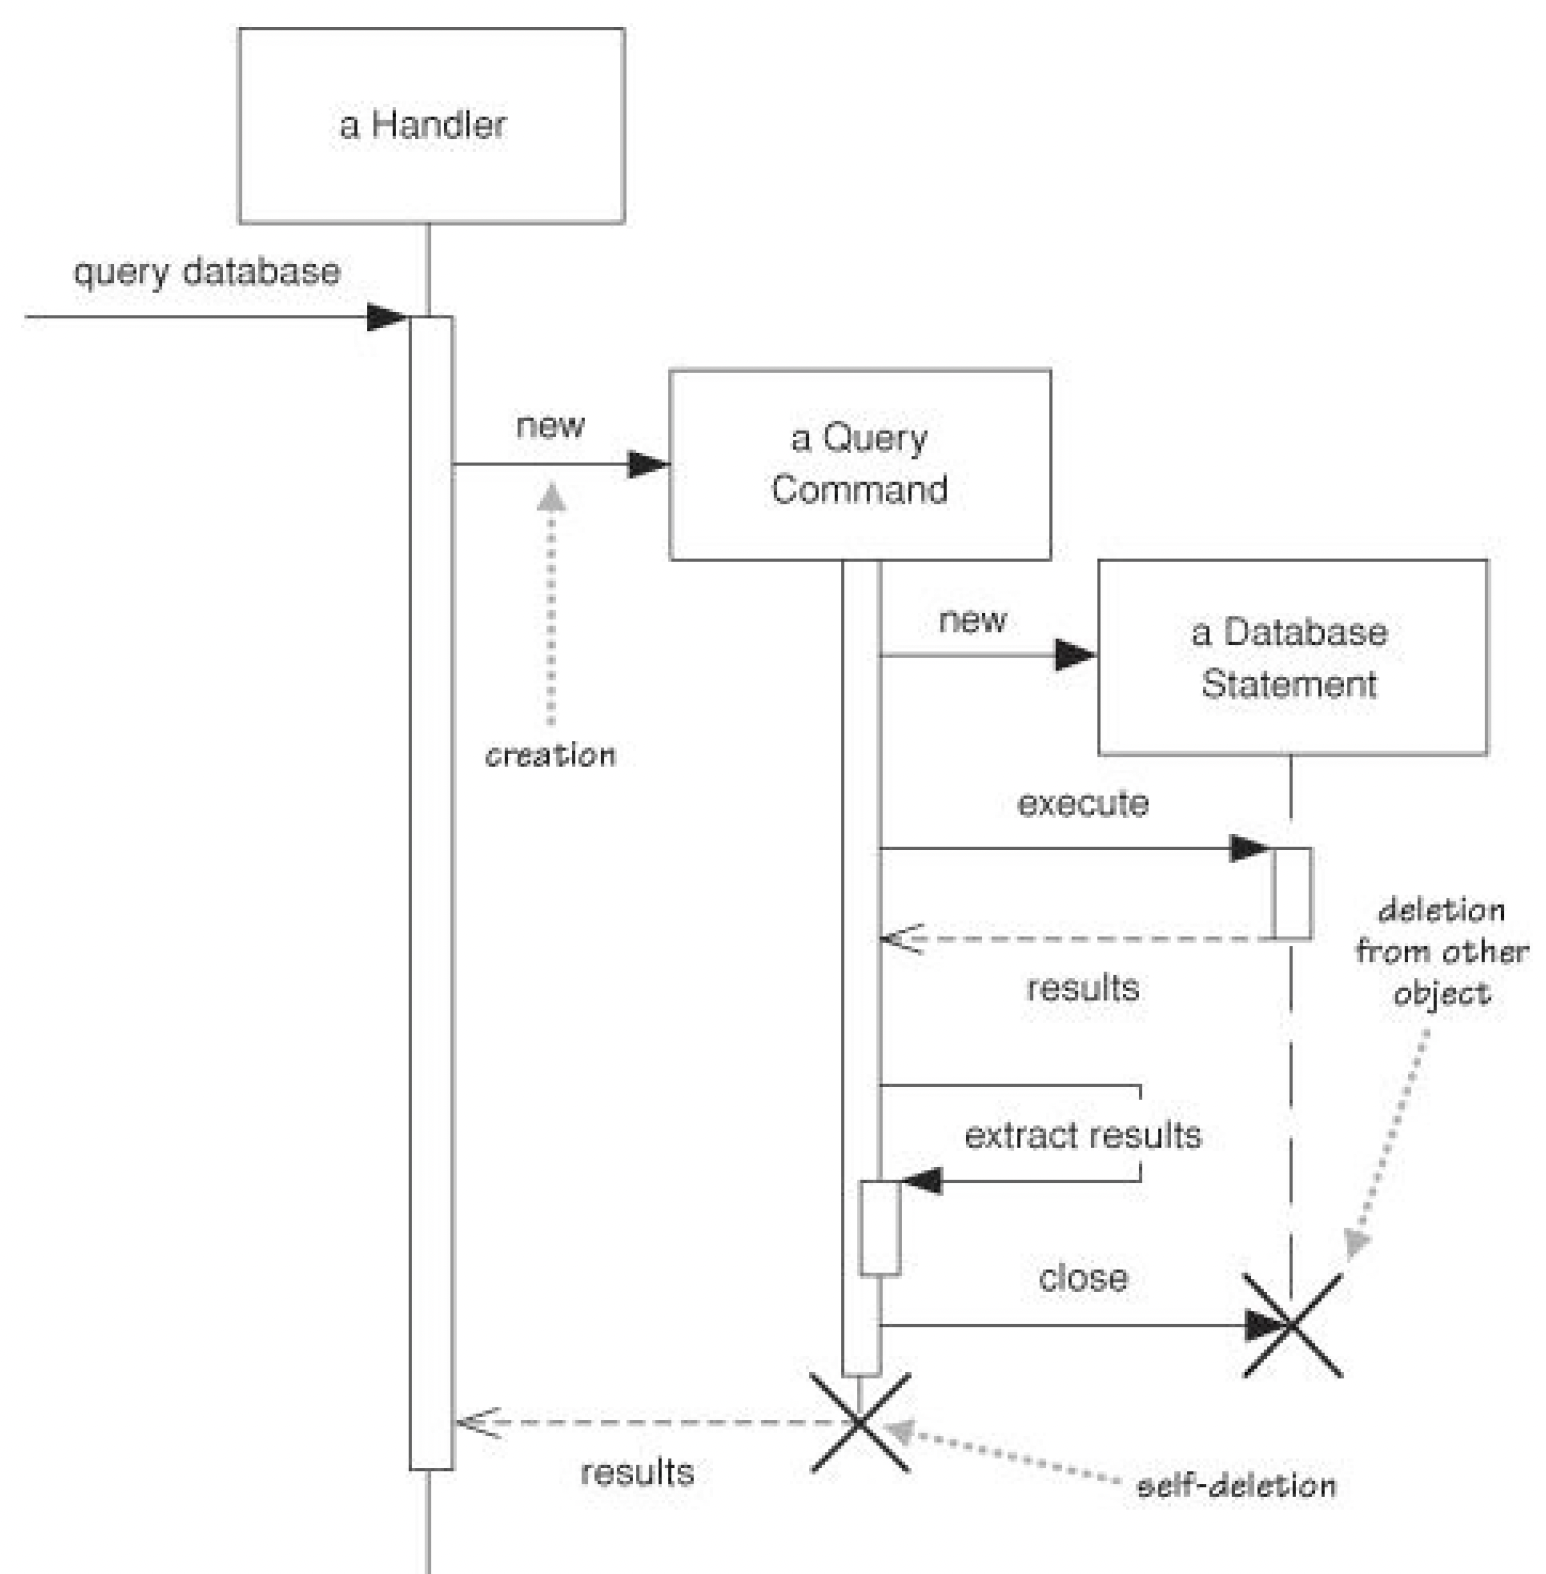 a Handler
query database
new
a Query
Command
new
a Database
Statement
creation
execute
deletion
from other
object
results
extract results
close
results
self-deletion